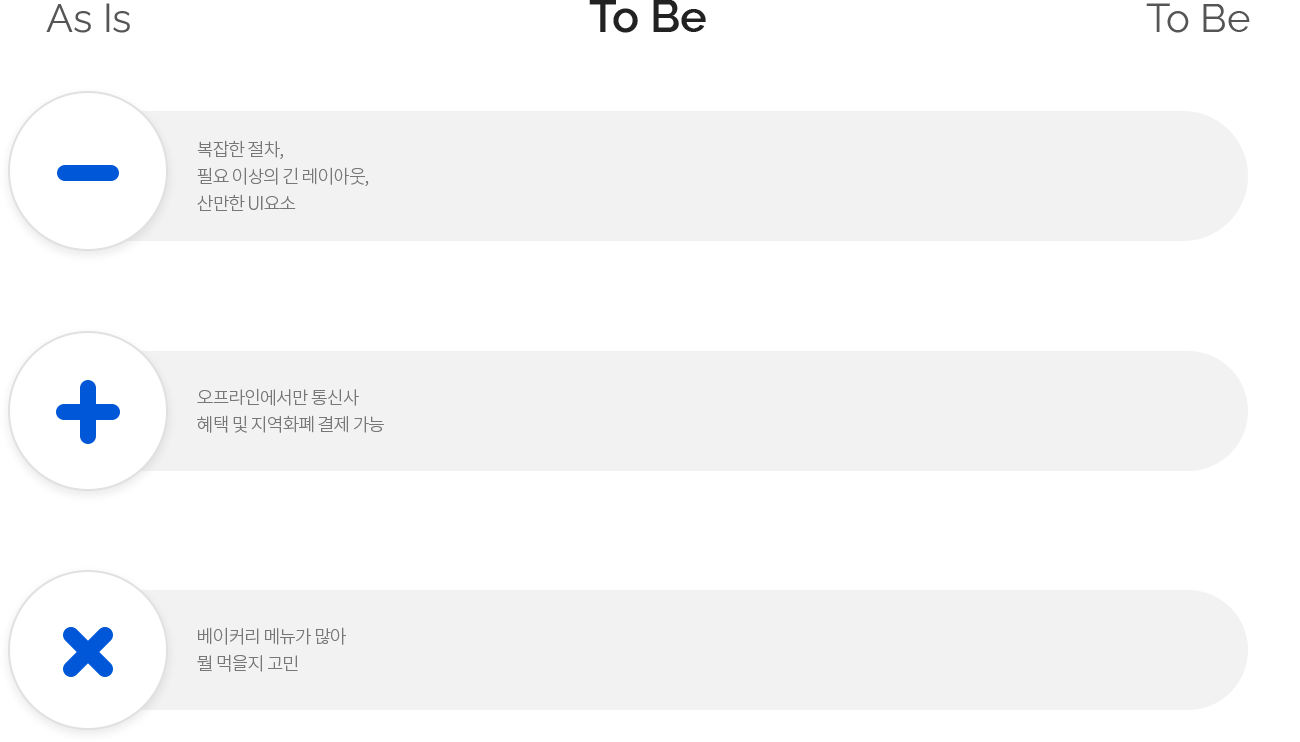 As Is
To Be
To Be
복잡한 절차,
필요 이상의 긴 레이아웃,
산만한 UI요소
오프라인에서만 통신사
혜택 및 지역화폐 결제 가능
베이커리 메뉴가 많아
뭘 먹을지 고민